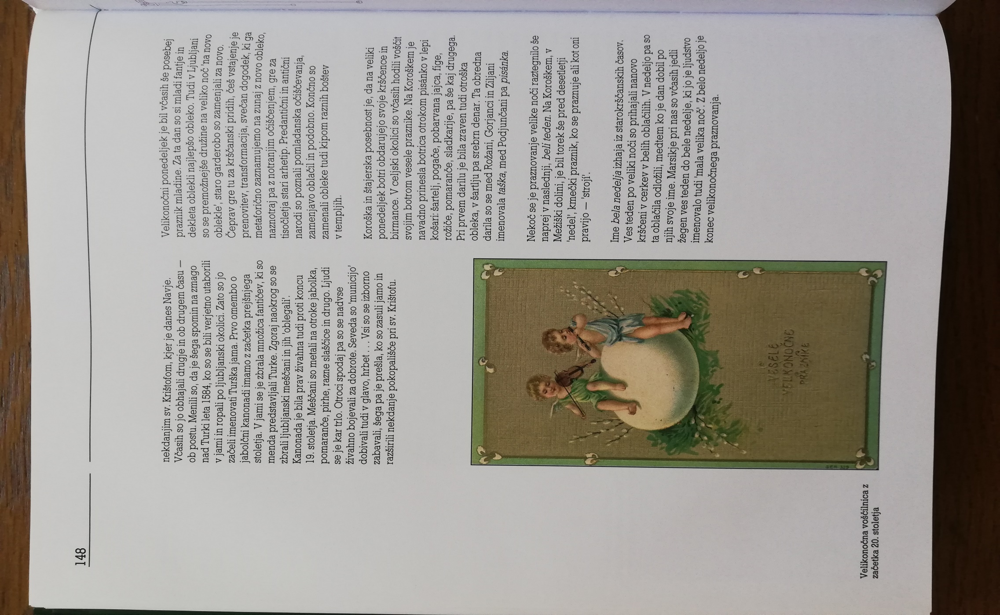 148
nekdanjim sv. Krištofom, kjer je danes Navje.
Včasih so jo obhajali drugje in ob drugem času —
ob postu. Menili so, da je šega spomin na zmago
nad Turki leta 1584, ko so se bili verjetno utaborili
v jami in ropali po ljubljanski okolici. Zato so jo
začeli imenovati Turška jama. Prvo omembo o
jabolčni kanonadi imamo z začetka prejšnjega
stoletja. V jami se je zbrala množica fantičev, ki so
menda predstavljali Turke. Zgoraj naokrog so se
zbrali ljubljanski meščani in jih 'oblegali'.
Kanonada je bila prav živahna tudi proti koncu
19. stoletja. Meščani so metali na otroke jabolka,
pomaranče, pirhe, razne slaščice in drugo. Ljudi
se je kar trlo. Otroci spodaj pa so se nadvse
živahno bojevali za dobrote. Seveda so 'municijo'
dobivali tudi v glavo, hrbet . . . Vsi so se izborno
zabavali, šega pa je prešla, ko so zasuli jamo in
razširili nekdanje pokopališče pri sv. Krištofu.
Velikonočni ponedeljek je bil včasih še posebej
praznik mladine. Za ta dan so si mladi fantje in
dekleta oblekli najlepšo obleko. Tudi v Ljubljani
so se premožnejše družine na veliko noč 'na novo
oblekle', staro garderobo so zamenjali za novo.
Čeprav gre tu za krščanski pridih, češ vstajenje je
prenovitev, transformacija, svečan dogodek, ki ga
metaforično zaznamujemo na zunaj z novo obleko,
naznotraj pa z notranjim očiščenjem, gre za
tisočletja stari arhetip. Predantični in antični
narodi so poznali pomladanska očiščevanja,
zamenjavo oblačil in podobno. Končno so
zamenali obleke tudi kipom raznih boštev
v templjih.
Koroška in štajerska posebnost je, da na veliki
ponedeljek botri obdarujejo svoje krščence in
birmance. V celjski okolici so včasih hodili voščit
svojim botrom vesele praznike. Na Koroškem je
navadno prinesla botrica otrokom pisánko v lepi
košari: šartelj, pogače, pobarvana jajca, fige,
rožiče, pomaranče, sladkarije, pa še kaj drugega.
Pri prvem darilu je bila zraven tudi otroška
obleka, v šartlju pa srebrn denar. Ta obredna
darila so se med Rožani, Gorjanci in Ziljani
imenovala taška, med Podjunčani pa pisánka.
Nekoč se je praznovanje velike noči raztegnilo še
naprej v naslednji, beli teden. Na Koroškem, v
Mežiški dolini, je bil torek še pred desetletji
'nedel', kmečki praznik, ko se praznuje ali kot oni
pravijo — 'stroji'.
Ime bela nedelja izhaja iz starokrščanskih časov.
Ves teden po veliki noči so prihajali nanovo
krščeni v cerkev v belih oblačilih. V nedeljo pa so
ta oblačila odložili, medtem ko je dan dobil po
njih svoje ime. Marsikje pri nas so včasih jedli
žegen ves teden do bele nedelje, ki jo je ljudstvo
imenovalo tudi 'mala velika noč'. Z belo nedeljo je
konec velikonočnega praznovanja.
VESELE
VELIKONOČNE
PRAZNIKE
SER 379
Velikonočna voščilnica z
začetka 20. stoletja